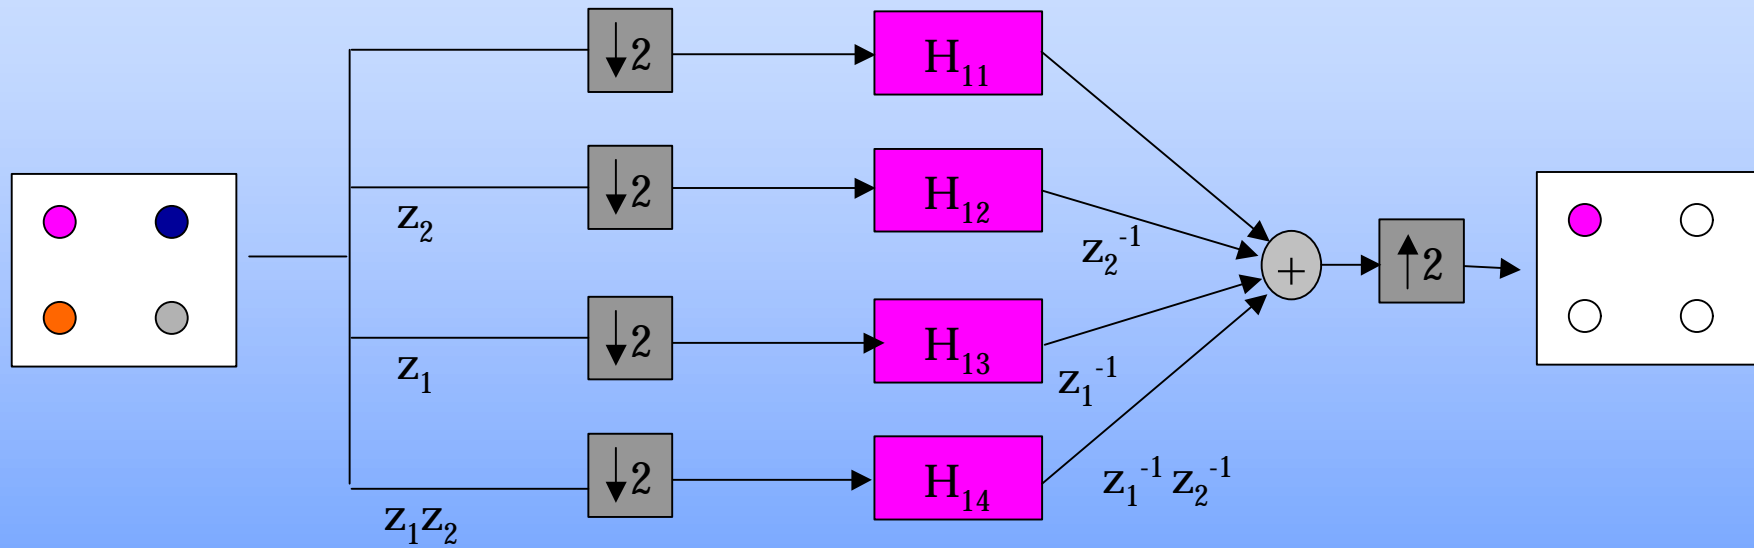 ↓2 H₁₁
↓2 H₁₂
z₂ z₂⁻¹
+ ↑2
↓2 H₁₃
z₁ z₁⁻¹
↓2 H₁₄
z₁z₂ z₁⁻¹ z₂⁻¹